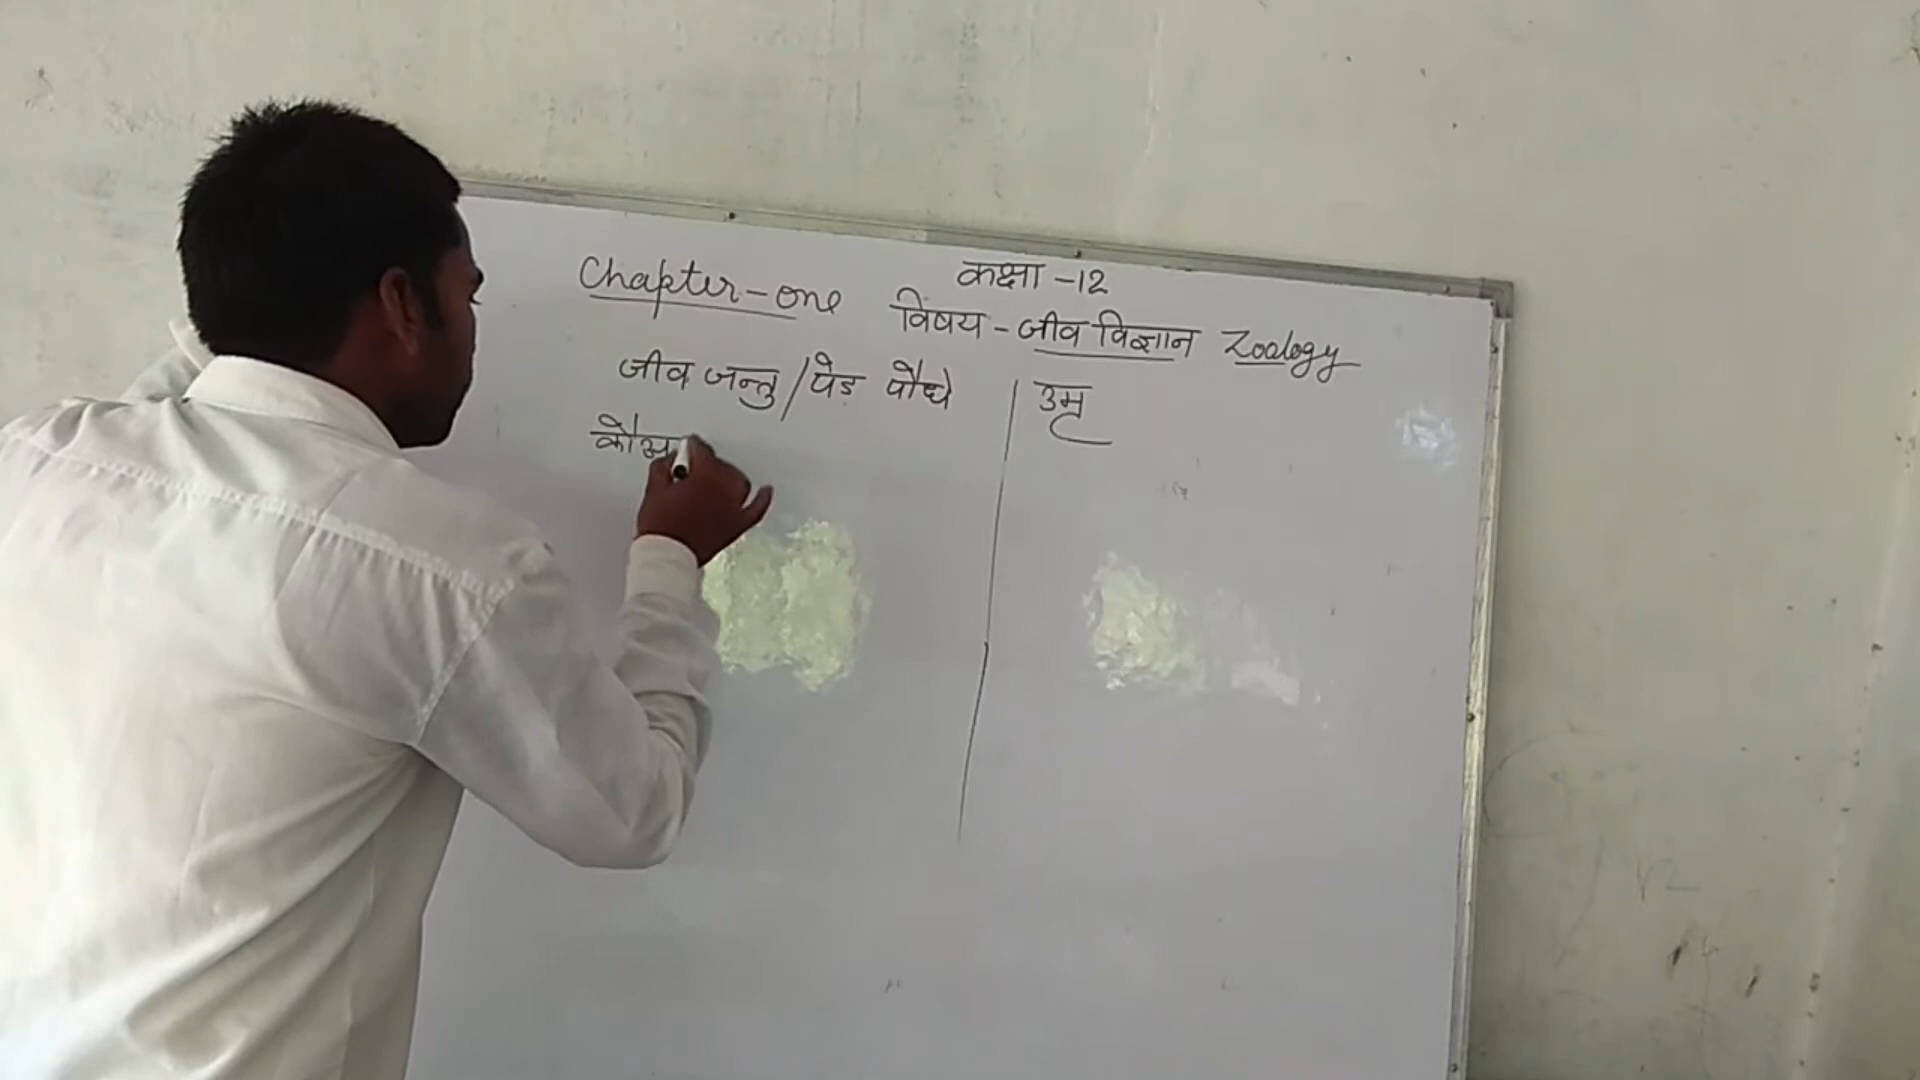 Chapter-one
कक्षा -12
विषय - जीव विज्ञान Zoology
जीव जन्तु / पेड पौधे
उम्र